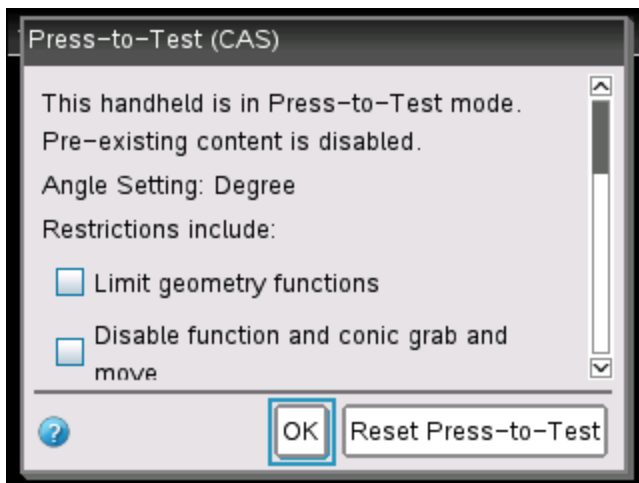 Press-to-Test (CAS)
This handheld is in Press-to-Test mode.
Pre-existing content is disabled.
Angle Setting: Degree
Restrictions include:
Limit geometry functions
Disable function and conic grab and
move
?
OK
Reset Press-to-Test